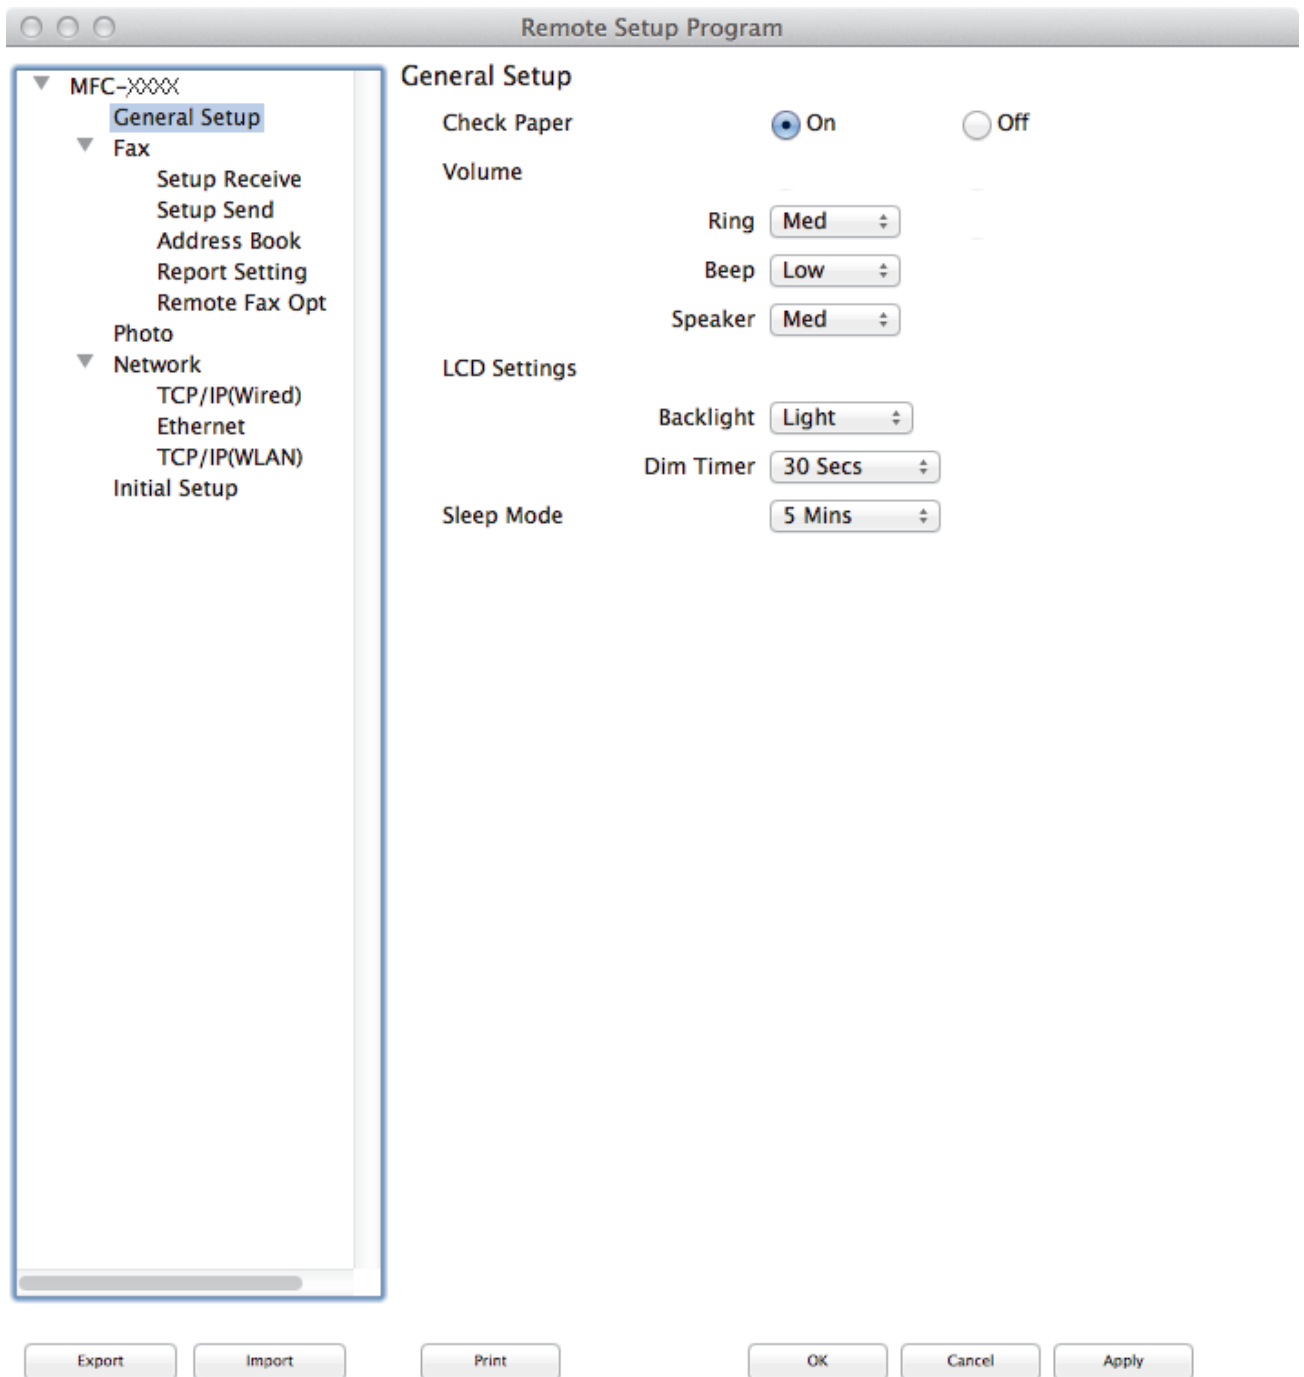 Remote Setup Program
MFC-XXXX
General Setup
Fax
Setup Receive
Setup Send
Address Book
Report Setting
Remote Fax Opt
Photo
Network
TCP/IP(Wired)
Ethernet
TCP/IP(WLAN)
Initial Setup
General Setup
Check Paper On Off
Volume
Ring Med
Beep Low
Speaker Med
LCD Settings
Backlight Light
Dim Timer 30 Secs
Sleep Mode 5 Mins
Export Import Print OK Cancel Apply